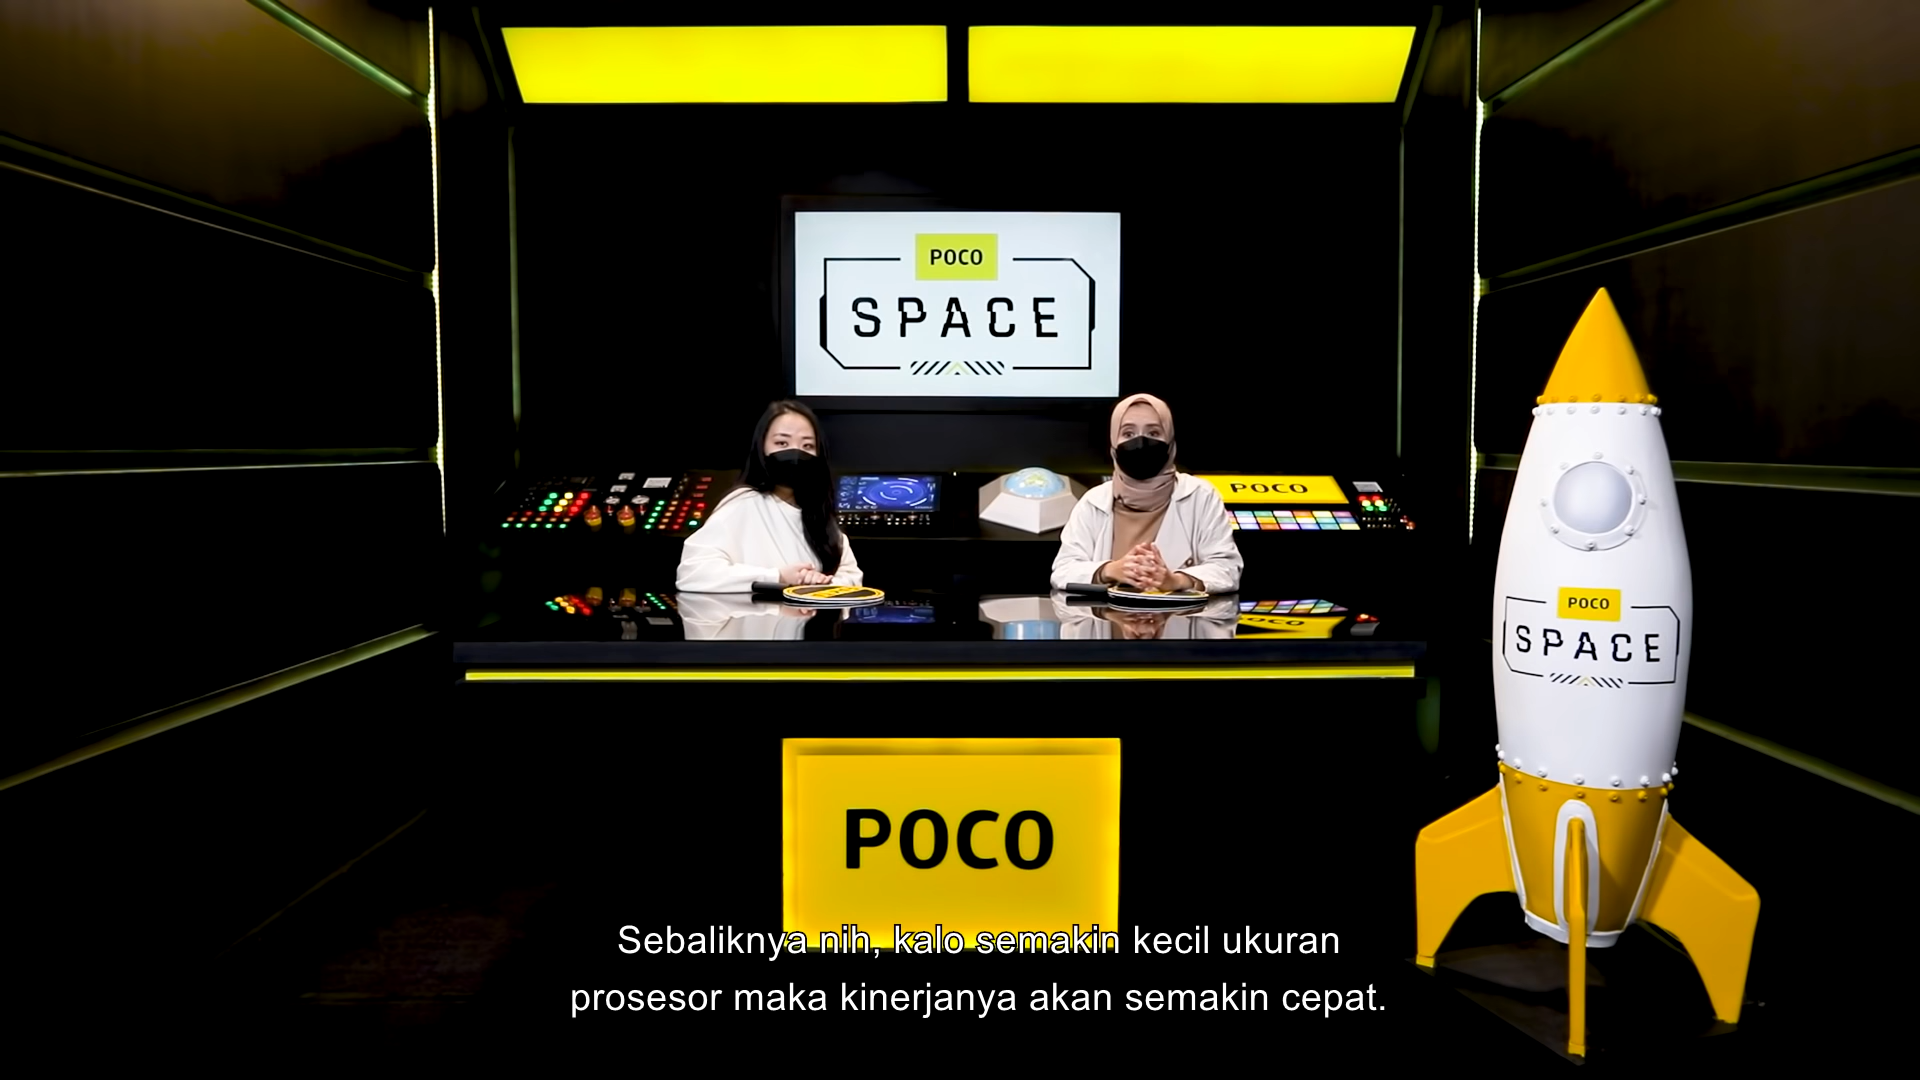 POCO
SPACE
POCO
POCO
SPACE
POCO
Sebaliknya nih, kalo semakin kecil ukuran
prosesor maka kinerjanya akan semakin cepat.